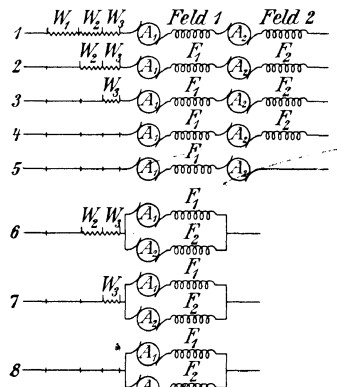 W₁ W₂ W₃ Feld 1 Feld 2
1 A₁ A₂
W₂ W₃ F₁ F₂
2 A₁ A₂
W₃ F₁ F₂
3 A₁ A₂
F₁ F₂
4 A₁ A₂
F₁
5 A₁ A₂
F₁
W₂ W₃ A₁
6 F₂
A₂
F₁
W₃ A₁
7 F₂
A₂
F₁
8 A₁
F₂